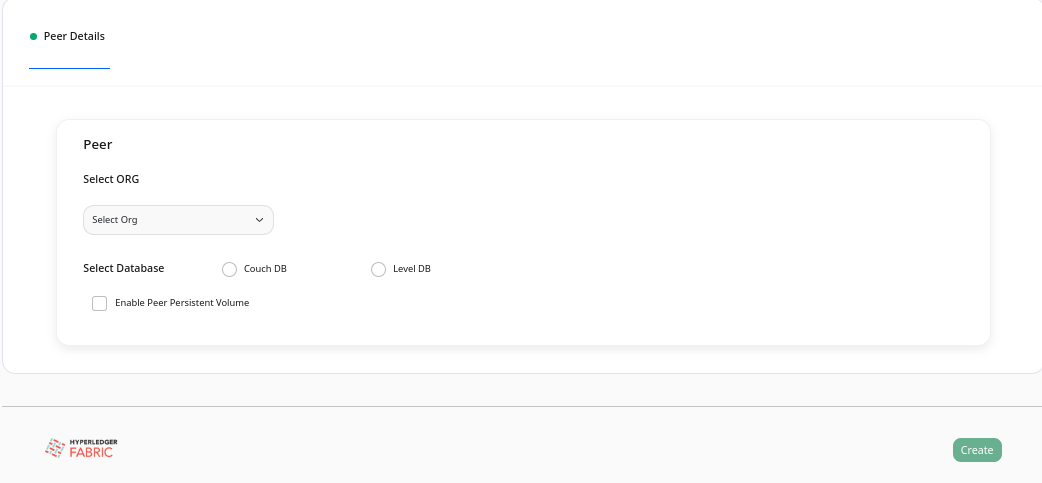 Peer Details
Peer
Select ORG
Select Org
Select Database Couch DB Level DB
Enable Peer Persistent Volume
HYPERLEDGER
FABRIC
Create